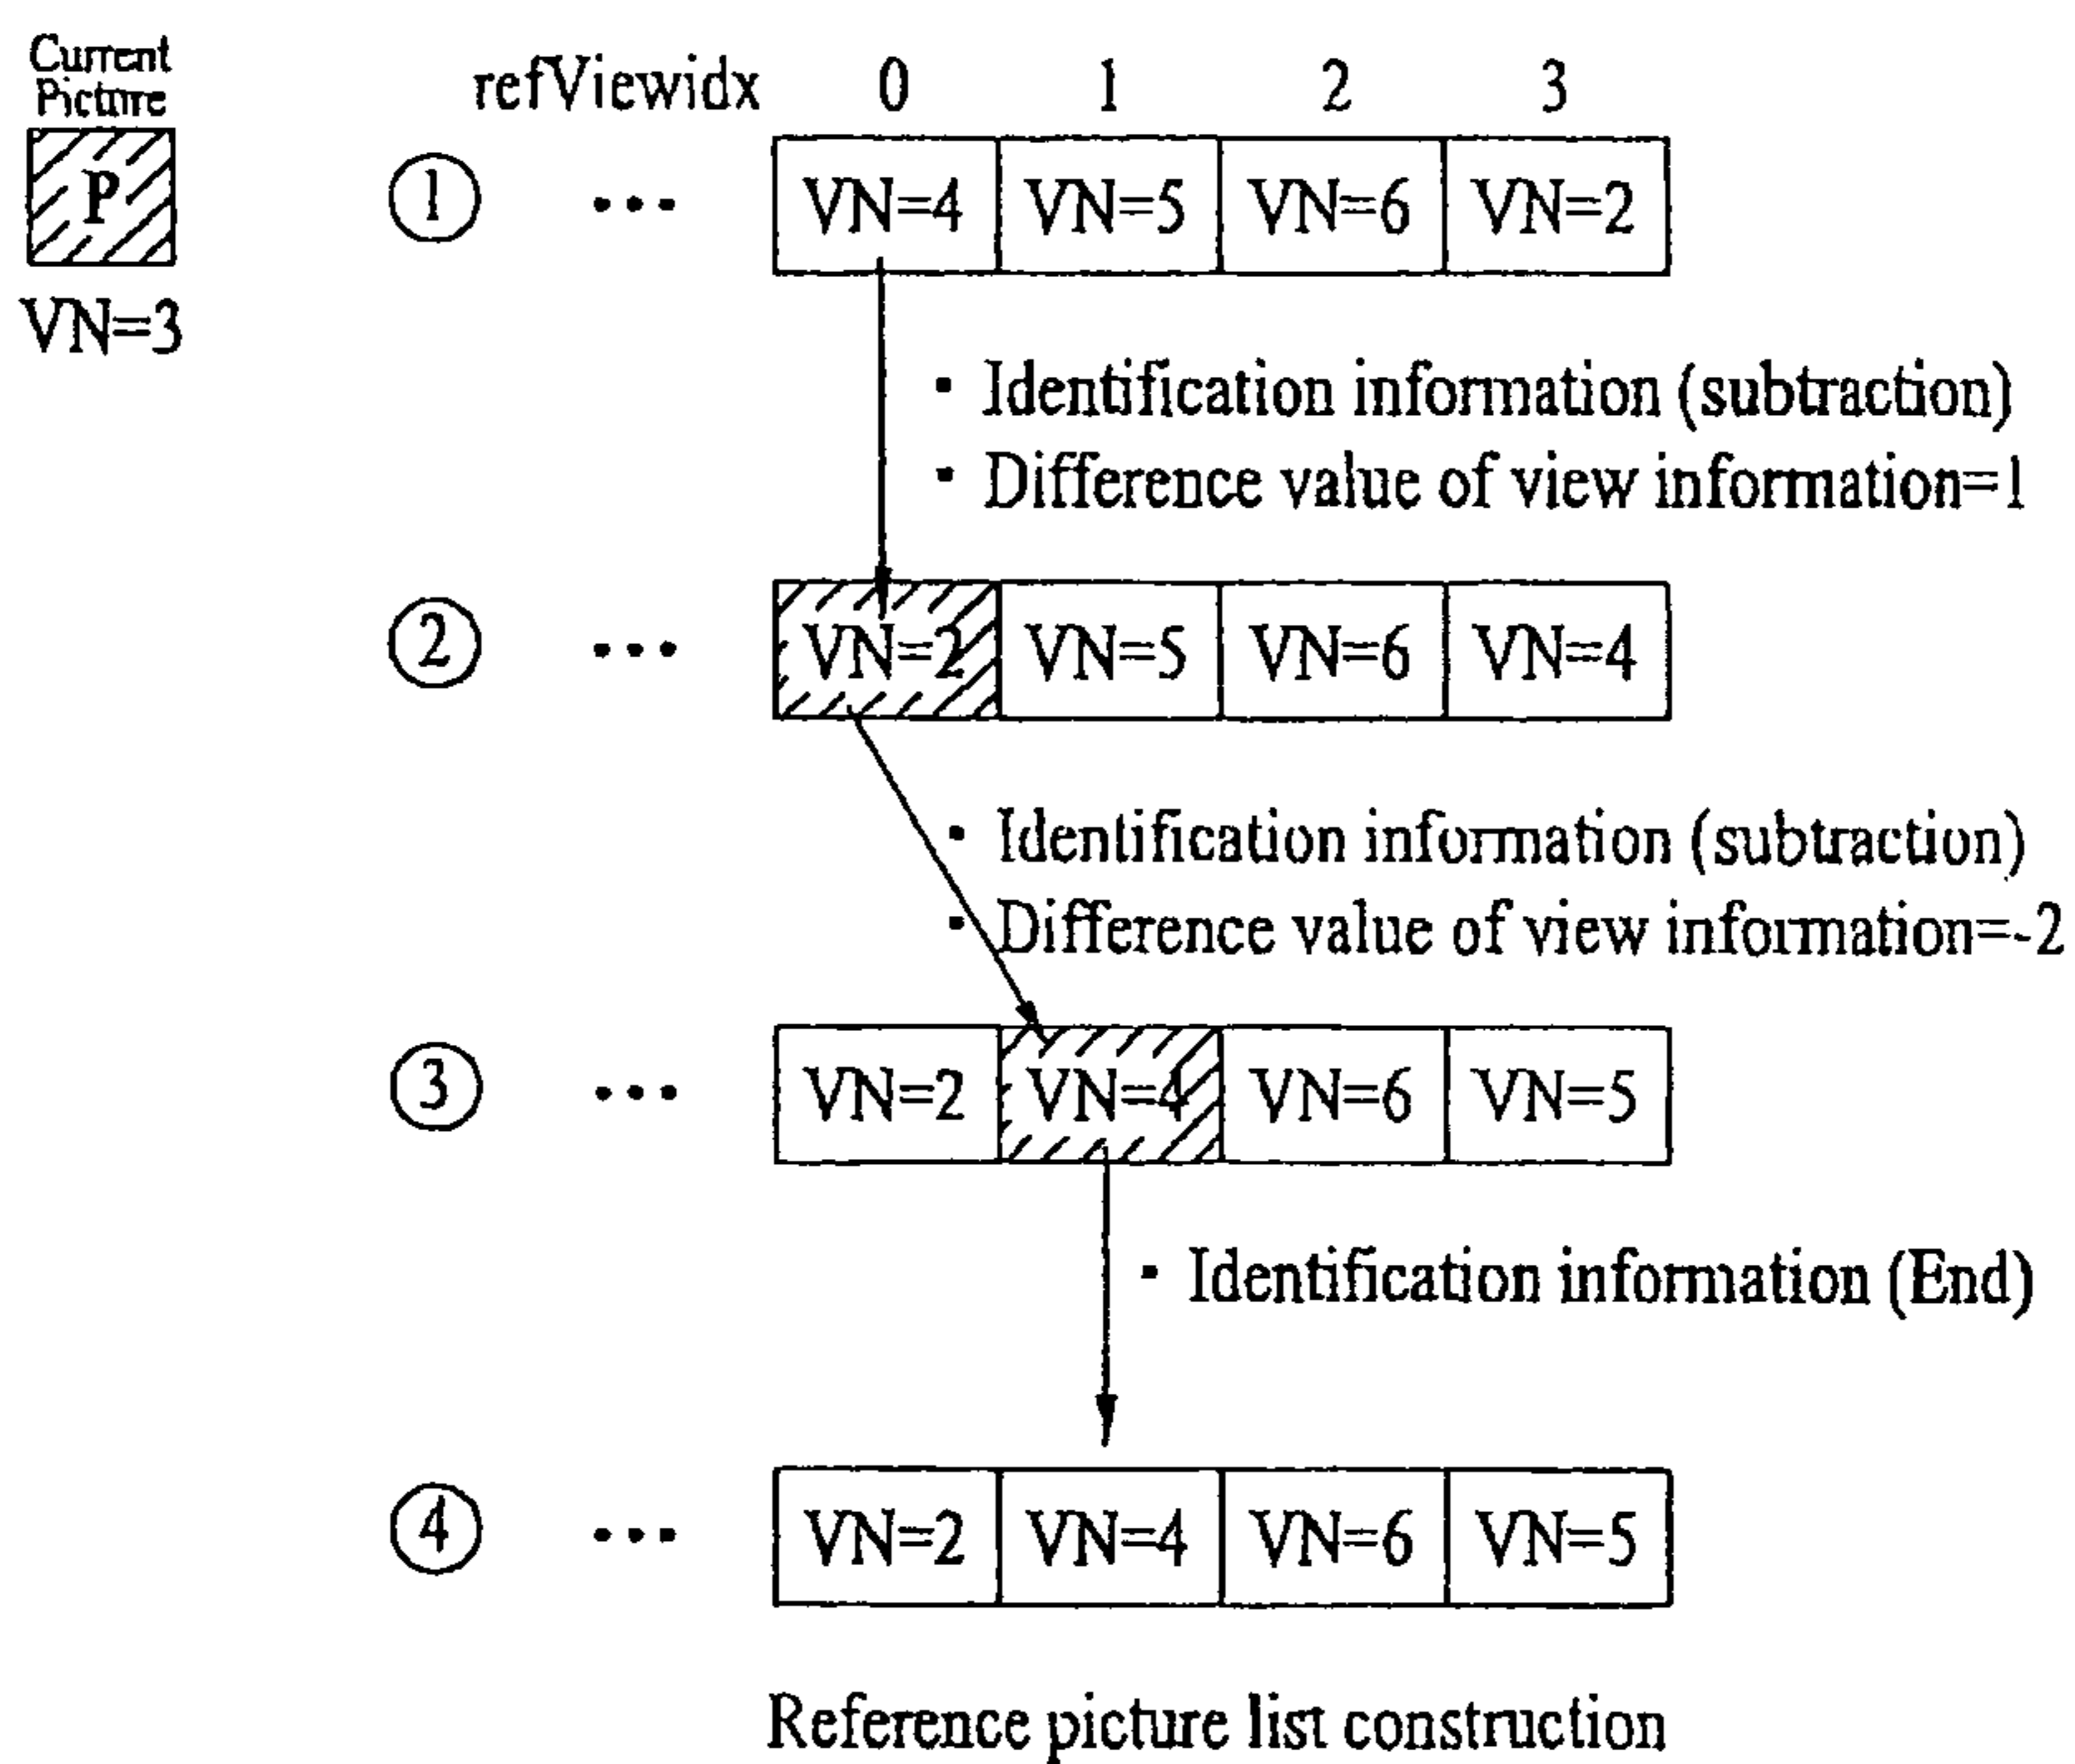 Current
Picture
P
VN=3
refViewidx 0 1 2 3
① ••• VN=4 VN=5 VN=6 VN=2
• Identification information (subtraction)
• Difference value of view information=1
② ••• VN=2 VN=5 VN=6 VN=4
• Identification information (subtraction)
• Difference value of view information=-2
③ ••• VN=2 VN=4 VN=6 VN=5
• Identification information (End)
④ ••• VN=2 VN=4 VN=6 VN=5
Reference picture list construction